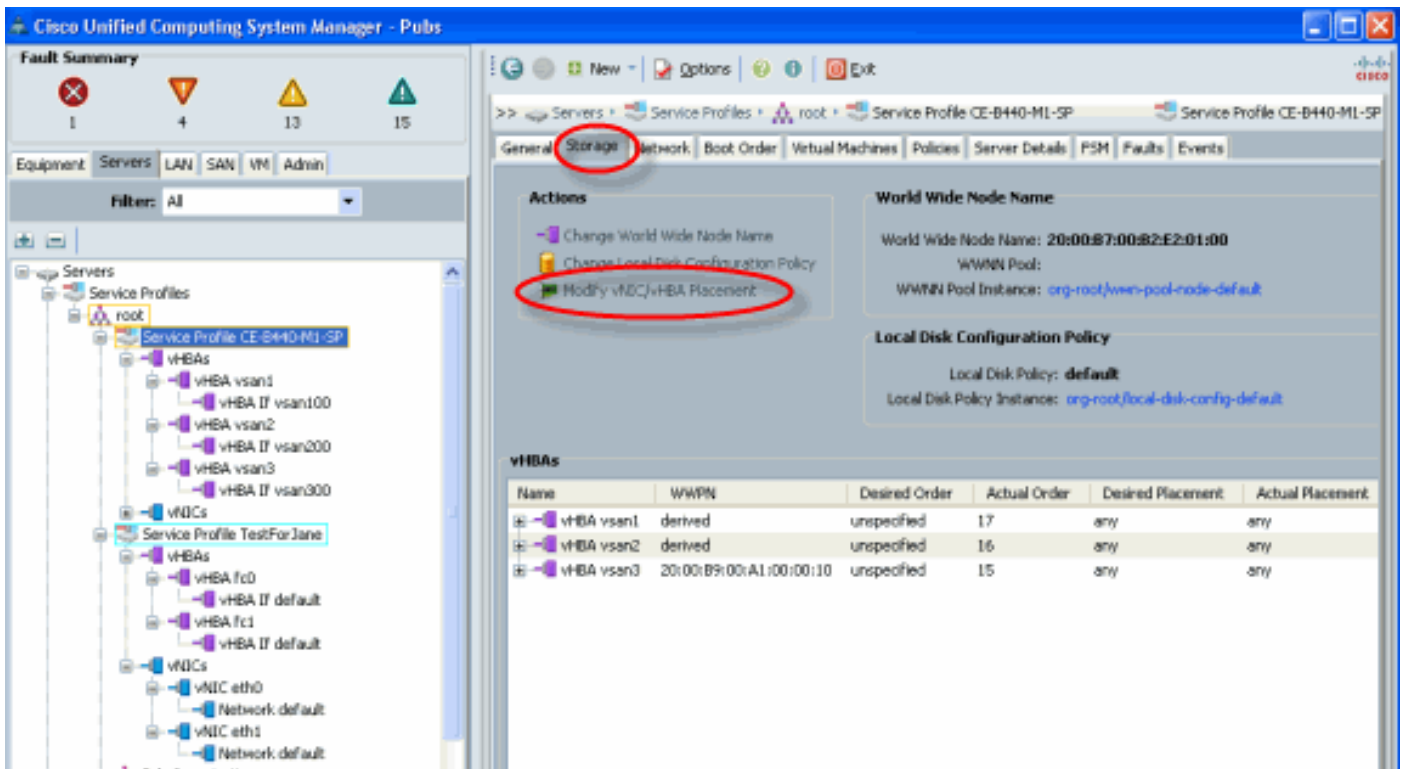 Cisco Unified Computing System Manager - Pubs
Fault Summary
1 4 13 15
Equipment Servers LAN SAN VM Admin
Filter: All
Servers
Service Profiles
root
Service Profile CE-B440-M1-SP
vHBAs
vHBA vsan1
vHBA If vsan100
vHBA vsan2
vHBA If vsan200
vHBA vsan3
vHBA If vsan300
vNICs
Service Profile TestForJane
vHBAs
vHBA fc0
vHBA If default
vHBA fc1
vHBA If default
vNICs
vNIC eth0
Network default
vNIC eth1
Network default
New Options Exit
cisco
>> Servers Service Profiles root Service Profile CE-B440-M1-SP Service Profile CE-B440-M1-SP
General Storage Network Boot Order Virtual Machines Policies Server Details FSM Faults Events
Actions
Change World Wide Node Name
Change Local Disk Configuration Policy
Modify vNIC/vHBA Placement
World Wide Node Name
World Wide Node Name: 20:00:87:00:82:E2:01:00
WWNN Pool:
WWNN Pool Instance: org-root/wwn-pool-node-default
Local Disk Configuration Policy
Local Disk Policy: default
Local Disk Policy Instance: org-root/local-disk-config-default
vHBAs
Name WWPN Desired Order Actual Order Desired Placement Actual Placement
vHBA vsan1 derived unspecified 17 any any
vHBA vsan2 derived unspecified 16 any any
vHBA vsan3 20:00:B9:00:A1:00:00:10 unspecified 15 any any